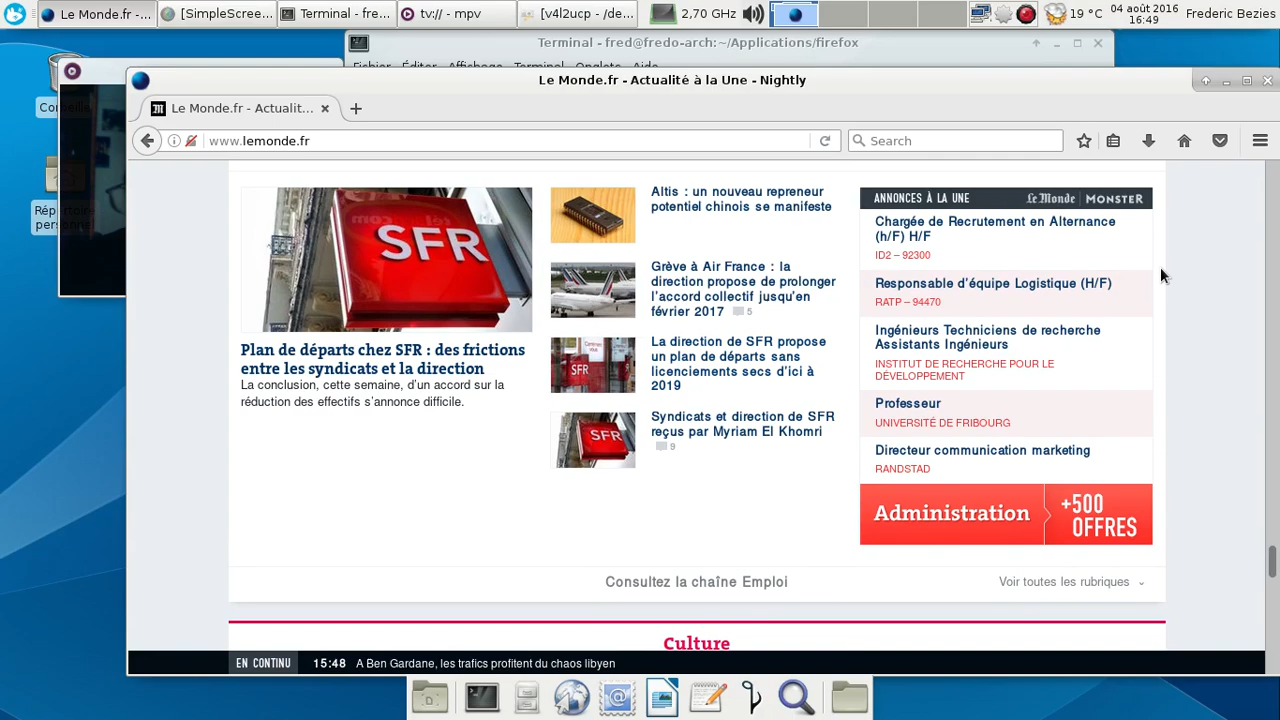 Le Monde.fr -...
[SimpleScree...
Terminal - fre...
tv:// - mpv
[v4l2ucp - /de...
2,70
19 °C
04 août 2016
16:49
Frederic Bezies
Terminal - fred@fredo-arch:~/Applications/firefox
Fichier Éditer Affichage Terminal Onglets Aide
Répertoire
personnel
Le Monde.fr - Actualité à la Une - Nightly
Le Monde.fr - Actualit...
www.lemonde.fr
Search
SFR
Plan de départs chez SFR : des frictions
entre les syndicats et la direction
La conclusion, cette semaine, d'un accord sur la
réduction des effectifs s'annonce difficile.
Altis : un nouveau repreneur
potentiel chinois se manifeste
Grève à Air France : la
direction propose de prolonger
l'accord collectif jusqu'en
février 2017 5
SFR
La direction de SFR propose
un plan de départs sans
licenciements secs d'ici à
2019
SFR
Syndicats et direction de SFR
reçus par Myriam El Khomri
9
ANNONCES À LA UNE Le Monde MONSTER
Chargée de Recrutement en Alternance
(h/F) H/F
ID2 – 92300
Responsable d'équipe Logistique (H/F)
RATP – 94470
Ingénieurs Techniciens de recherche
Assistants Ingénieurs
INSTITUT DE RECHERCHE POUR LE
DÉVELOPPEMENT
Professeur
UNIVERSITÉ DE FRIBOURG
Directeur communication marketing
RANDSTAD
Administration
+500
OFFRES
Consultez la chaîne Emploi
Voir toutes les rubriques
Culture
EN CONTINU 15:48 A Ben Gardane, les trafics profitent du chaos libyen